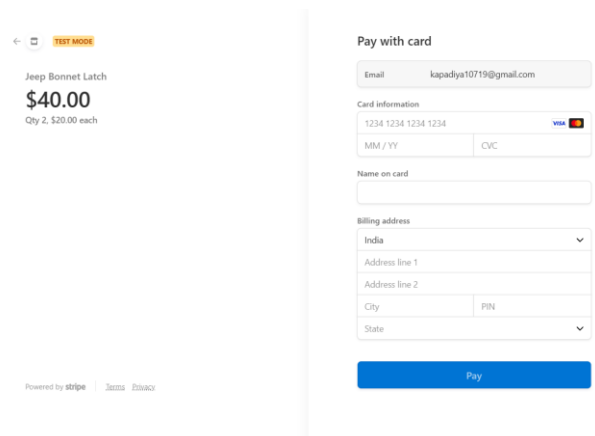 TEST MODE
Jeep Bonnet Latch
$40.00
Qty 2, $20.00 each
Powered by stripe
Terms Privacy
Pay with card
Email kapadiya10719@gmail.com
Card information
1234 1234 1234 1234 VISA
MM / YY CVC
Name on card
Billing address
India
Address line 1
Address line 2
City PIN
State
Pay